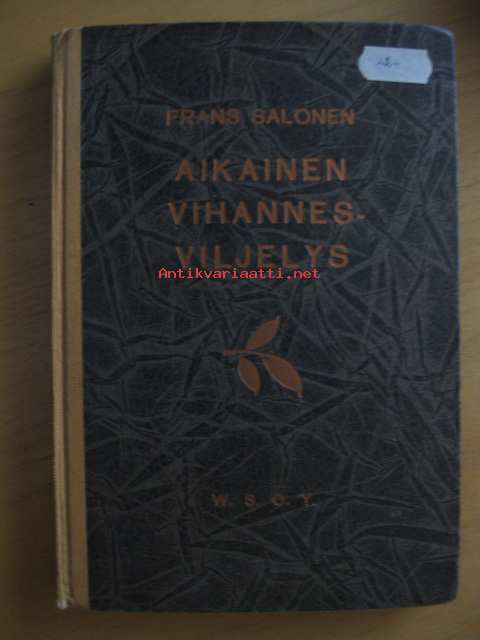 FRANS SALONEN
AIKAINEN
VIHANNES-
VILJELYS
Antikvariaatti.net
W. S. O. Y.